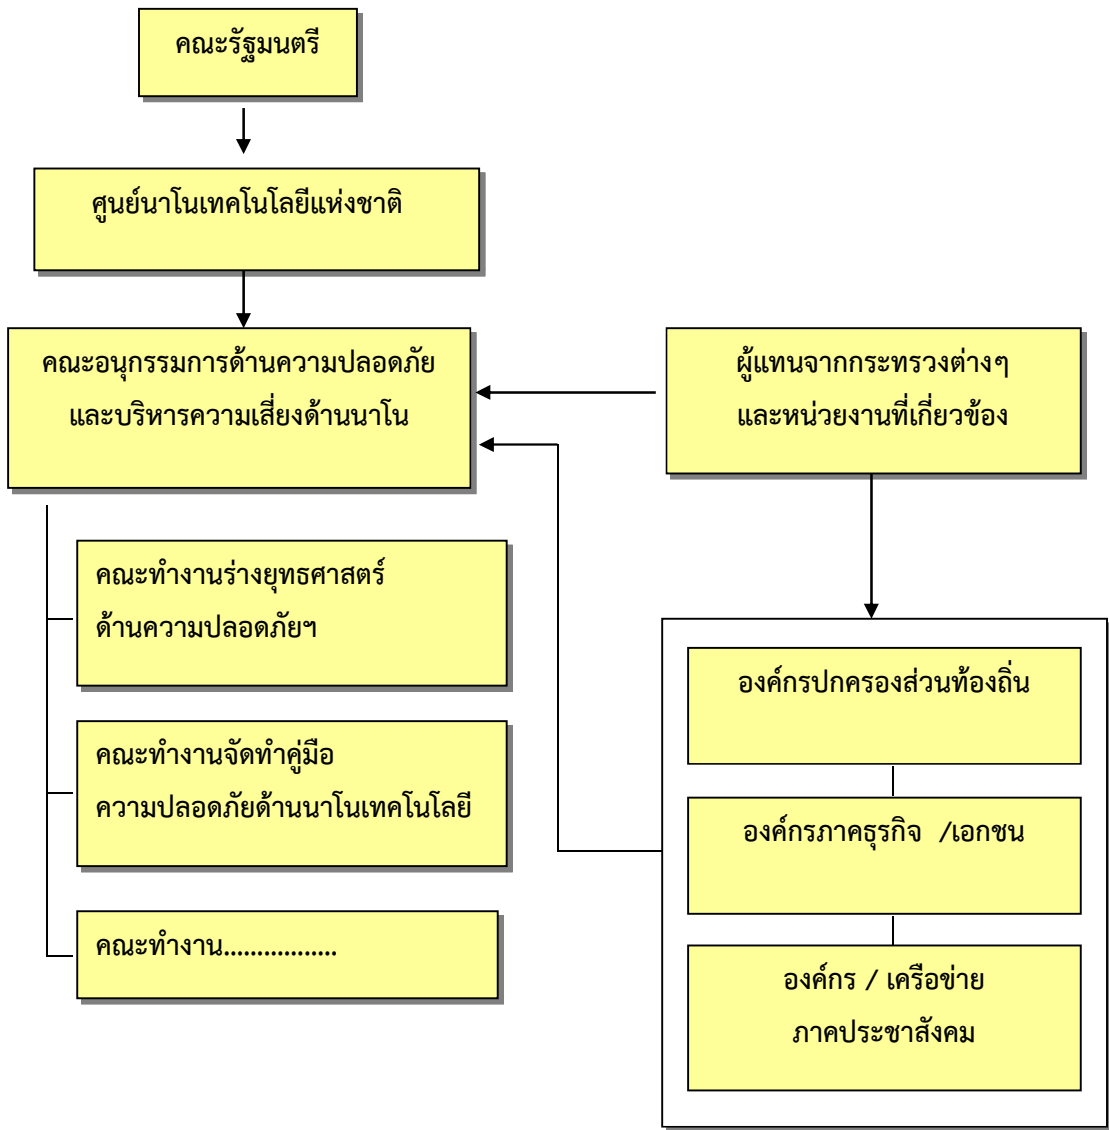 คณะรัฐมนตรี
ศูนย์นาโนเทคโนโลยีแห่งชาติ
คณะอนุกรรมการด้านความปลอดภัย
และบริหารความเสี่ยงด้านนาโน
ผู้แทนจากกระทรวงต่างๆ
และหน่วยงานที่เกี่ยวข้อง
คณะทำงานร่างยุทธศาสตร์
ด้านความปลอดภัยฯ
คณะทำงานจัดทำคู่มือ
ความปลอดภัยด้านนาโนเทคโนโลยี
คณะทำงาน.................
องค์กรปกครองส่วนท้องถิ่น
องค์กรภาคธุรกิจ /เอกชน
องค์กร / เครือข่าย
ภาคประชาสังคม